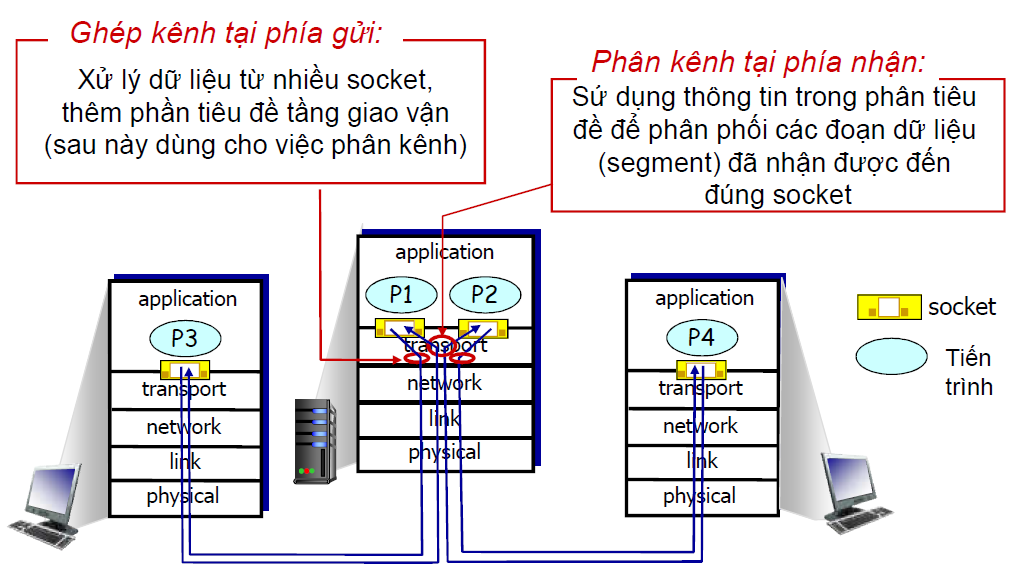 Ghép kênh tại phía gửi:
Xử lý dữ liệu từ nhiều socket,
thêm phần tiêu đề tầng giao vận
(sau này dùng cho việc phân kênh)
Phân kênh tại phía nhận:
Sử dụng thông tin trong phân tiêu
đề để phân phối các đoạn dữ liệu
(segment) đã nhận được đến
đúng socket
application
P3
transport
network
link
physical
application
P1
P2
transport
network
link
physical
application
P4
transport
network
link
physical
socket
Tiến
trình